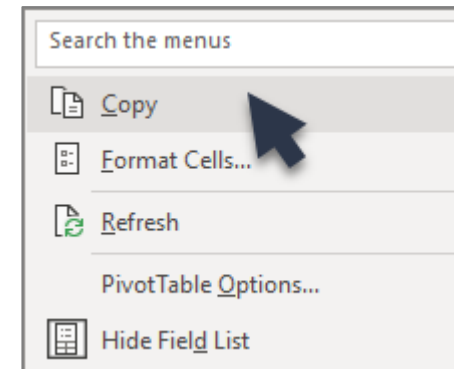 Search the menus
Copy
Format Cells...
Refresh
PivotTable Options...
Hide Field List